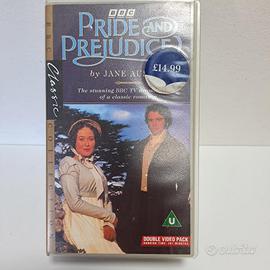 BBC
PRIDE AND
PREJUDICE
£14.99
by JANE AU
The stunning BBC TV
of a classic
BBC Classic
U
DOUBLE VIDEO PACK
subito